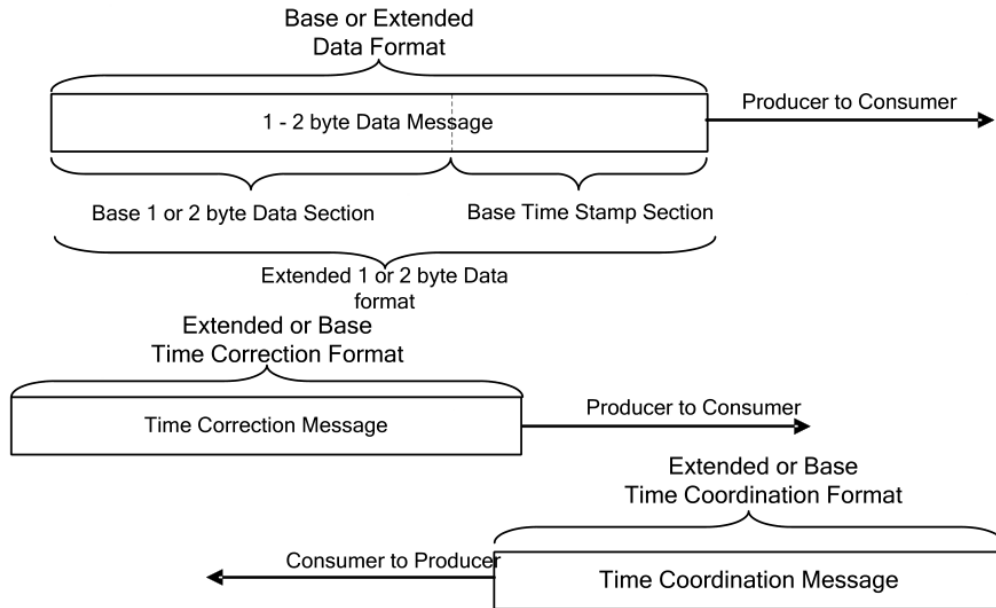 Base or Extended
Data Format
1 - 2 byte Data Message
Producer to Consumer
Base 1 or 2 byte Data Section
Base Time Stamp Section
Extended 1 or 2 byte Data
format
Extended or Base
Time Correction Format
Time Correction Message
Producer to Consumer
Extended or Base
Time Coordination Format
Consumer to Producer
Time Coordination Message